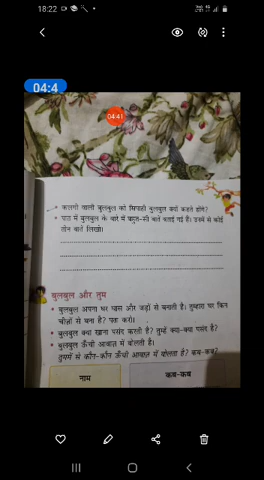 18:22
04:4
04:41
कलगी वाली बुलबुल को सिपाही बुलबुल क्यों कहते होंगे?
पाठ में बुलबुल के बारे में बहुत-सी बातें बताई गई हैं। उनमें से कोई
तीन बातें लिखो।
बुलबुल और तुम
बुलबुल अपना घर घास और जड़ों से बनाती है। तुम्हारा घर किन
चीज़ों से बना है? पता करो।
बुलबुल क्या खाना पसंद करती है? तुम्हें क्या-क्या पसंद है?
बुलबुल ऊँची आवाज़ में बोलती है।
तुममें से कौन-कौन ऊँची आवाज़ में बोलता है? कब-कब?
नाम
कब-कब